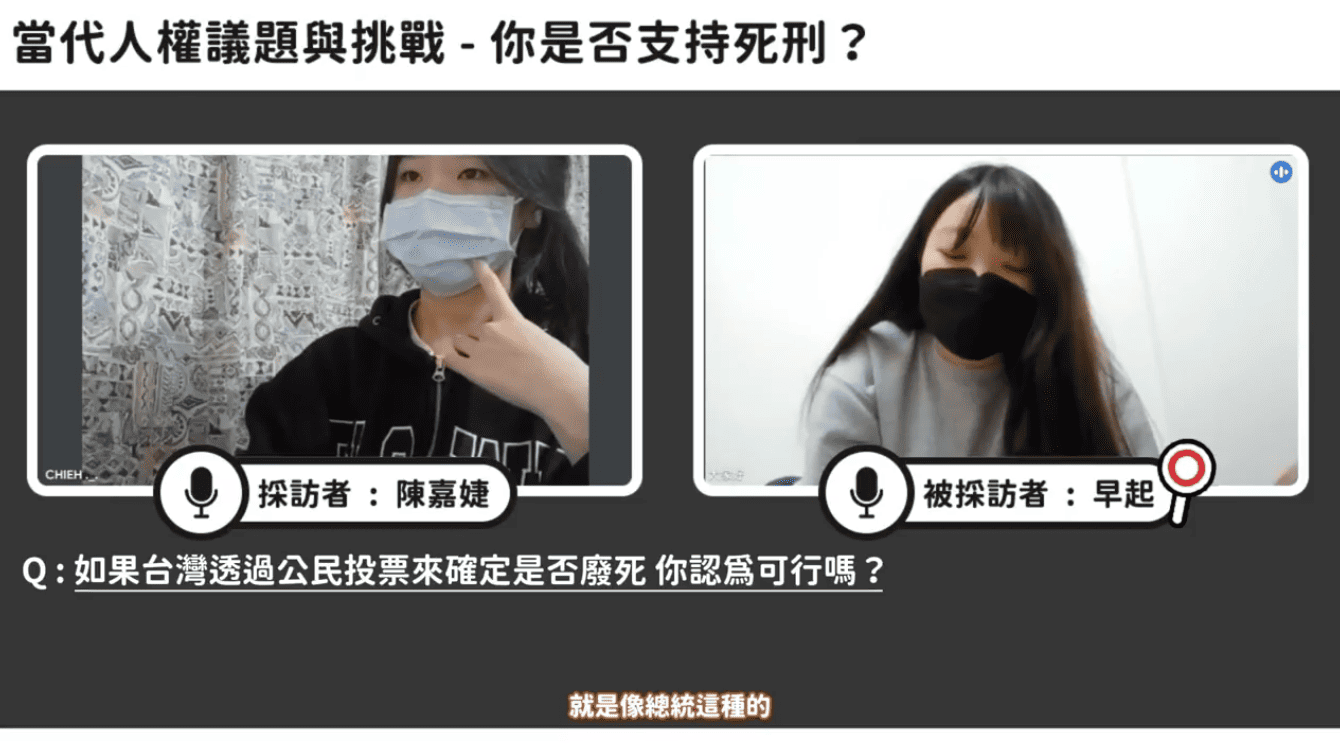 當代人權議題與挑戰 - 你是否支持死刑？
CHIEH
採訪者 : 陳嘉婕
被採訪者 : 早起
Q : 如果台灣透過公民投票來確定是否廢死 你認爲可行嗎？
就是像總統這種的